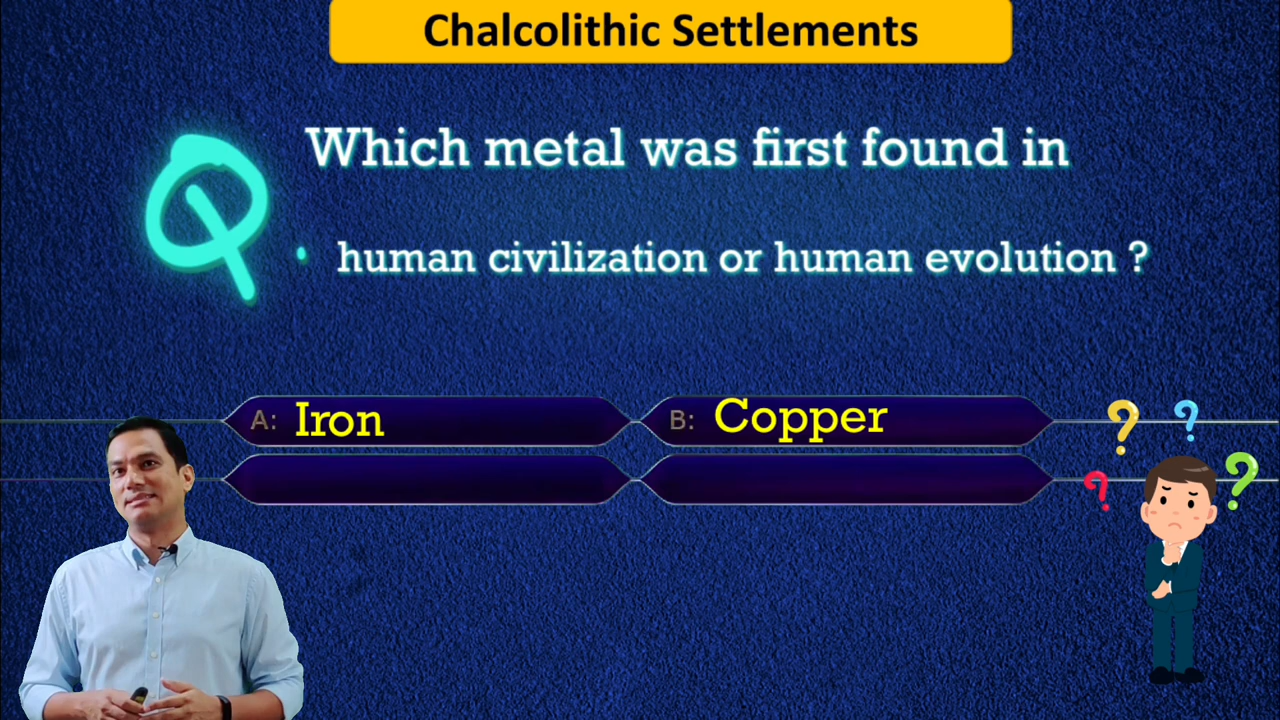 Chalcolithic Settlements
Q. Which metal was first found in
human civilization or human evolution ?
A: Iron
B: Copper